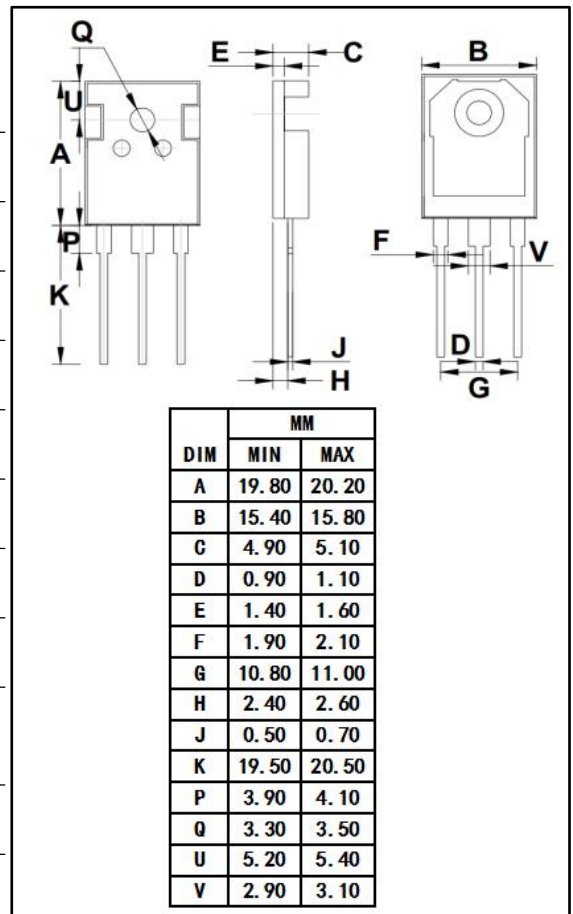 Q
E
C
B
U
A
P
K
F
V
J
H
D
G
MM
DIM MIN MAX
A 19.80 20.20
B 15.40 15.80
C 4.90 5.10
D 0.90 1.10
E 1.40 1.60
F 1.90 2.10
G 10.80 11.00
H 2.40 2.60
J 0.50 0.70
K 19.50 20.50
P 3.90 4.10
Q 3.30 3.50
U 5.20 5.40
V 2.90 3.10